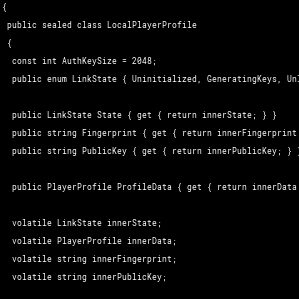 {
public sealed class LocalPlayerProfile
{
const int AuthKeySize = 2048;
public enum LinkState { Uninitialized, GeneratingKeys,
public LinkState State { get { return innerState; } }
public string Fingerprint { get { return innerFingerprint
public string PublicKey { get { return innerPublicKey; }
public PlayerProfile ProfileData { get { return innerData
volatile LinkState innerState;
volatile PlayerProfile innerData;
volatile string innerFingerprint;
volatile string innerPublicKey;